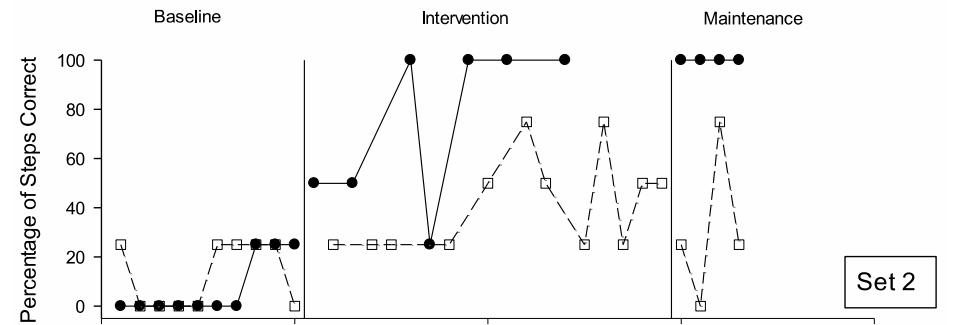 Baseline Intervention Maintenance
Percentage of Steps Correct
100
80
60
40
20
0
Set 2